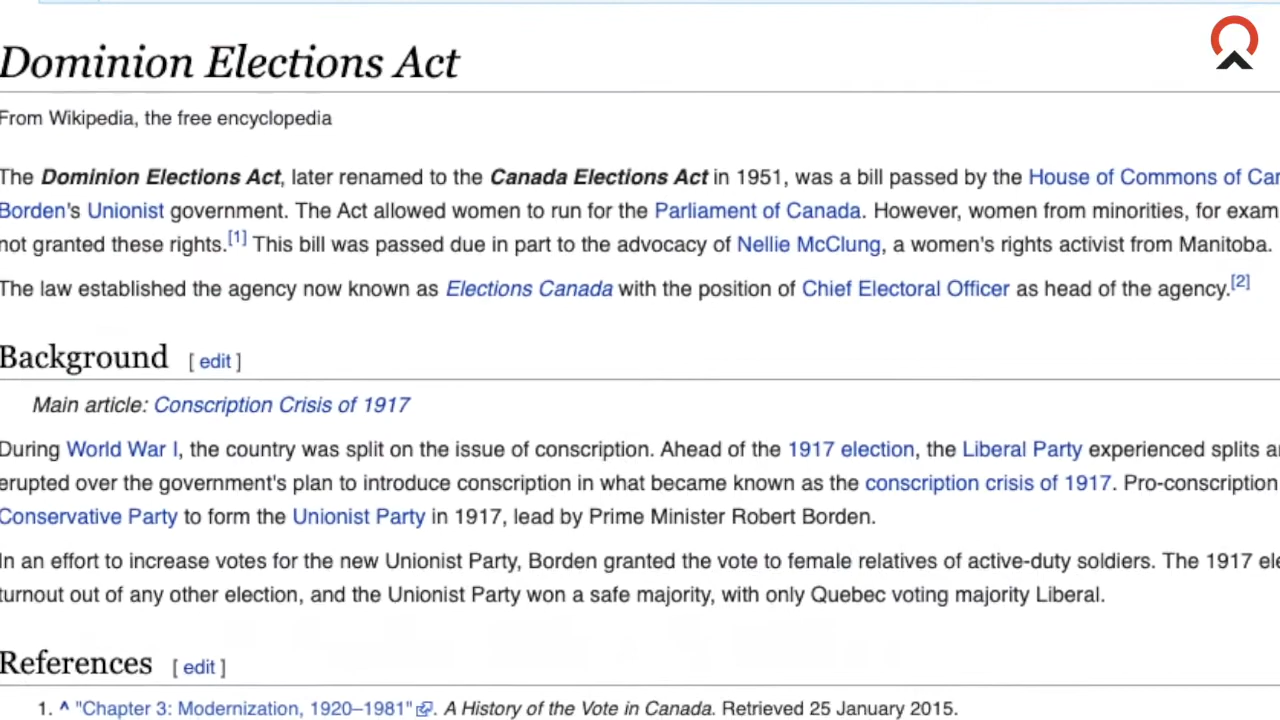 Dominion Elections Act
From Wikipedia, the free encyclopedia
The Dominion Elections Act, later renamed to the Canada Elections Act in 1951, was a bill passed by the House of Commons of
Borden's Unionist government. The Act allowed women to run for the Parliament of Canada. However, women from minorities, for
not granted these rights.[1] This bill was passed due in part to the advocacy of Nellie McClung, a women's rights activist from Manitoba.
The law established the agency now known as Elections Canada with the position of Chief Electoral Officer as head of the agency.[2]
Background [ edit ]
Main article: Conscription Crisis of 1917
During World War I, the country was split on the issue of conscription. Ahead of the 1917 election, the Liberal Party experienced splits
erupted over the government's plan to introduce conscription in what became known as the conscription crisis of 1917. Pro-conscription
Conservative Party to form the Unionist Party in 1917, lead by Prime Minister Robert Borden.
In an effort to increase votes for the new Unionist Party, Borden granted the vote to female relatives of active-duty soldiers. The 1917
turnout out of any other election, and the Unionist Party won a safe majority, with only Quebec voting majority Liberal.
References [ edit ]
1. ^ "Chapter 3: Modernization, 1920–1981". A History of the Vote in Canada. Retrieved 25 January 2015.